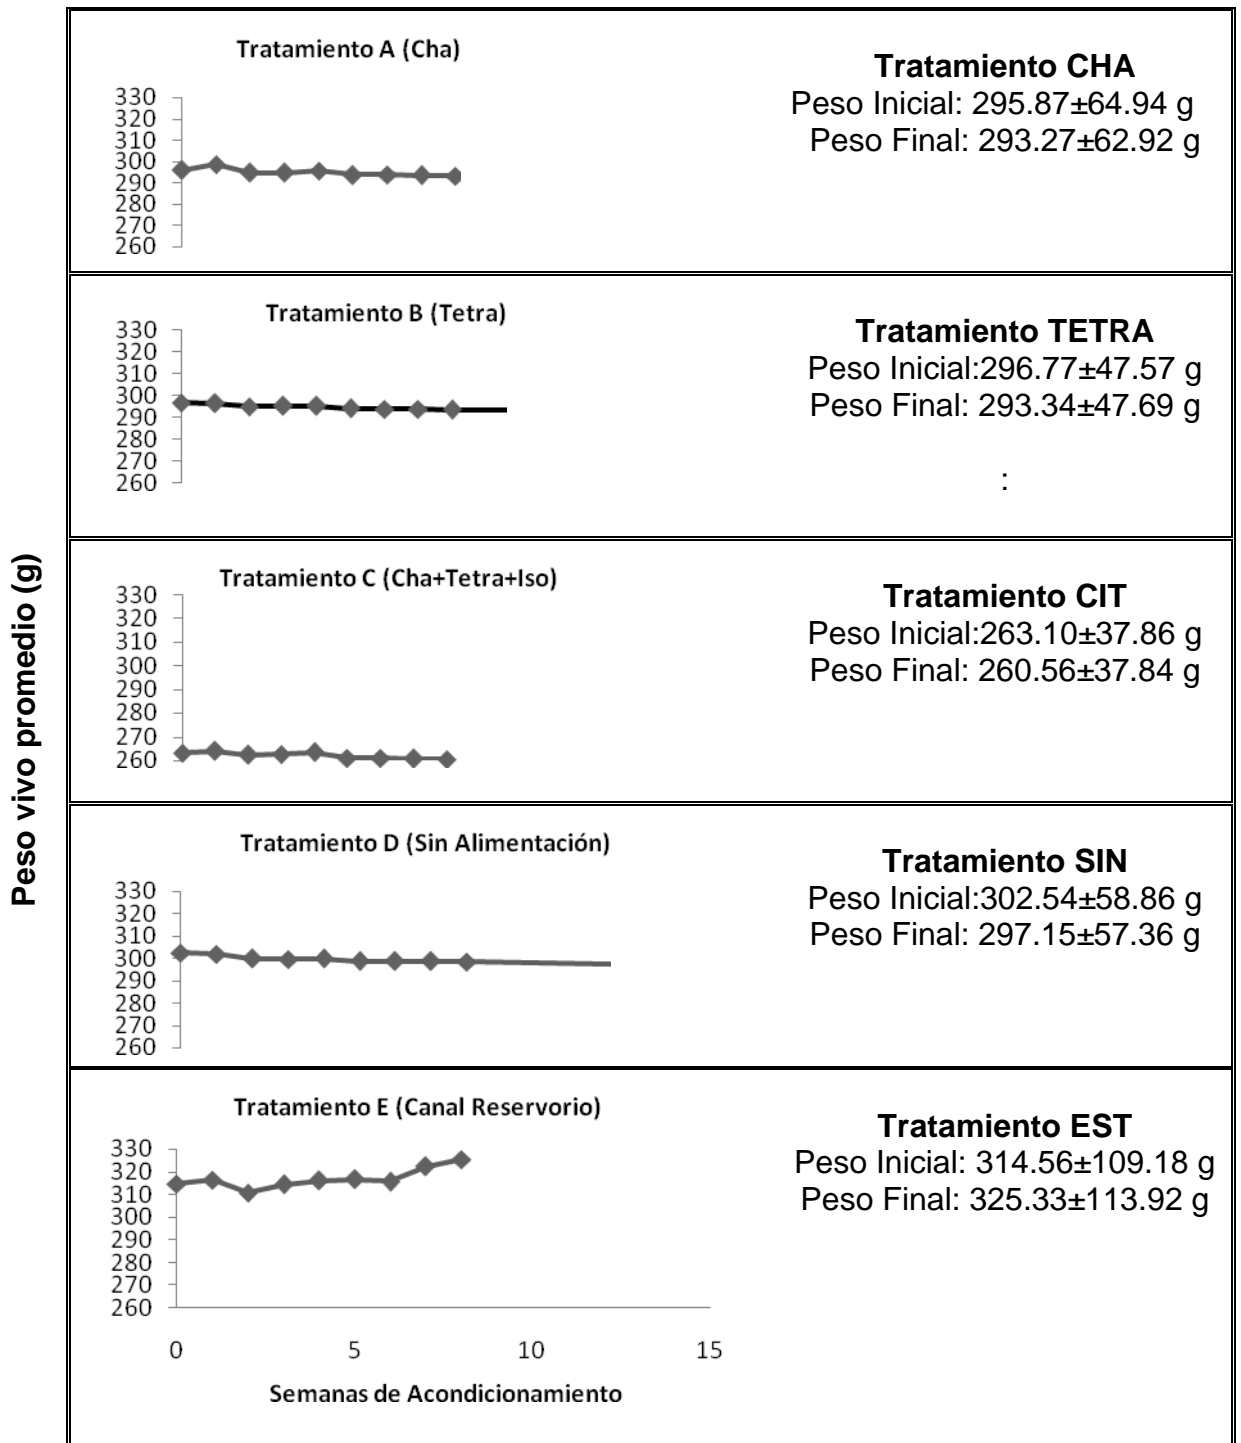 Peso vivo promedio (g)
Tratamiento A (Cha)
330
320
310
300
290
280
270
260
Tratamiento CHA
Peso Inicial: 295.87±64.94 g
Peso Final: 293.27±62.92 g
Tratamiento B (Tetra)
330
320
310
300
290
280
270
260
Tratamiento TETRA
Peso Inicial:296.77±47.57 g
Peso Final: 293.34±47.69 g
:
Tratamiento C (Cha+Tetra+Iso)
330
320
310
300
290
280
270
260
Tratamiento CIT
Peso Inicial:263.10±37.86 g
Peso Final: 260.56±37.84 g
Tratamiento D (Sin Alimentación)
330
320
310
300
290
280
270
260
Tratamiento SIN
Peso Inicial:302.54±58.86 g
Peso Final: 297.15±57.36 g
Tratamiento E (Canal Reservorio)
330
320
310
300
290
280
270
260
0 5 10 15
Semanas de Acondicionamiento
Tratamiento EST
Peso Inicial: 314.56±109.18 g
Peso Final: 325.33±113.92 g